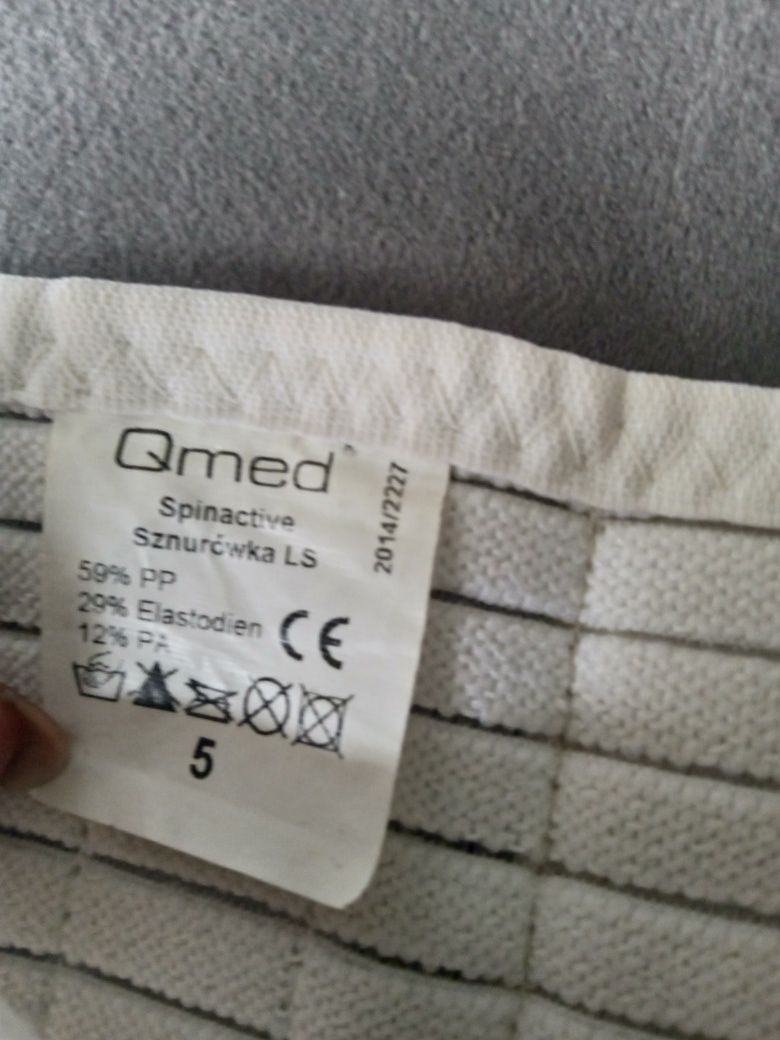 Qmed
Spinactive
Sznurówka LS
59% PP
29% Elastodien
12% PA
CE
5
2014/2227